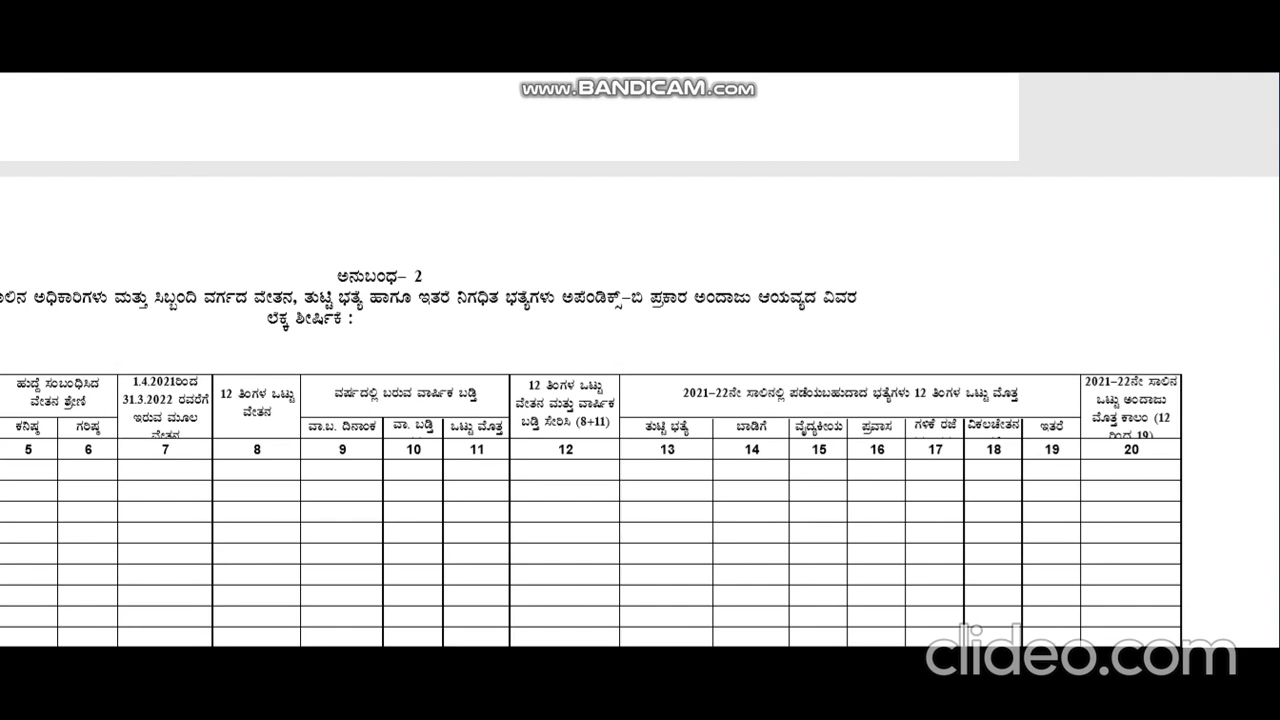 www.BANDICAM.com
ಅನುಬಂಧ– 2
ಅಧಿಕಾರಿಗಳು ಮತ್ತು ಸಿಬ್ಬಂದಿ ವರ್ಗದ ವೇತನ, ತುಟ್ಟಿ ಭತ್ಯೆ ಹಾಗೂ ಇತರೆ ನಿಗಧಿತ ಭತ್ಯೆಗಳು ಅಪೆಂಡಿಕ್ಸ್–ಬಿ ಪ್ರಕಾರ ಅಂದಾಜು ಆಯವ್ಯದ ವಿವರ
ಲೆಕ್ಕ ಶೀರ್ಷಿಕೆ :
ಹುದ್ದೆ ಸಂಬಂಧಿಸಿದ
ವೇತನ ಶ್ರೇಣಿ
1.4.2021ರಿಂದ
31.3.2022 ರವರೆಗೆ
ಇರುವ ಮೂಲ
ವೇತನ
12 ತಿಂಗಳ ಒಟ್ಟು
ವೇತನ
ವರ್ಷದಲ್ಲಿ ಬರುವ ವಾರ್ಷಿಕ ಬಡ್ತಿ
12 ತಿಂಗಳ ಒಟ್ಟು
ವೇತನ ಮತ್ತು ವಾರ್ಷಿಕ
ಬಡ್ತಿ ಸೇರಿಸಿ (8+11)
2021–22ನೇ ಸಾಲಿನಲ್ಲಿ ಪಡೆಯಬಹುದಾದ ಭತ್ಯೆಗಳು 12 ತಿಂಗಳ ಒಟ್ಟು ಮೊತ್ತ
2021–22ನೇ ಸಾಲಿನ
ಒಟ್ಟು ಅಂದಾಜು
ಮೊತ್ತ ಕಾಲಂ (12
ರಿಂದ 19)
ಕನಿಷ್ಠ ಗರಿಷ್ಠ ವಾ.ಬ. ದಿನಾಂಕ ವಾ. ಬಡ್ತಿ ಒಟ್ಟು ಮೊತ್ತ ತುಟ್ಟಿ ಭತ್ಯೆ ಬಾಡಿಗೆ ವೈದ್ಯಕೀಯ ಪ್ರವಾಸ ಗಳಿಕೆ ರಜೆ ವಿಕಲಚೇತನ ಇತರೆ
5 6 7 8 9 10 11 12 13 14 15 16 17 18 19 20
clideo.com